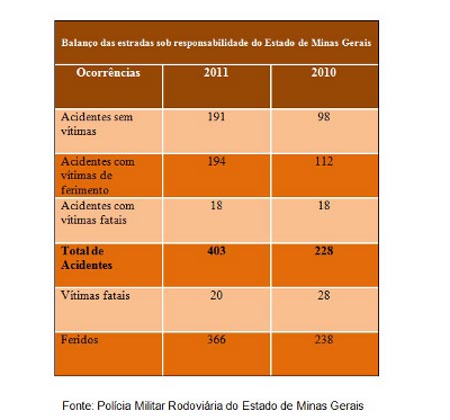 Balanço das estradas sob responsabilidade do Estado de Minas Gerais
Ocorrências 2011 2010
Acidentes sem 191 98
vítimas
Acidentes com 194 112
vítimas de
ferimento
Acidentes com 18 18
vítimas fatais
Total de 403 228
Acidentes
Vítimas fatais 20 28
Feridos 366 238
Fonte: Polícia Militar Rodoviária do Estado de Minas Gerais